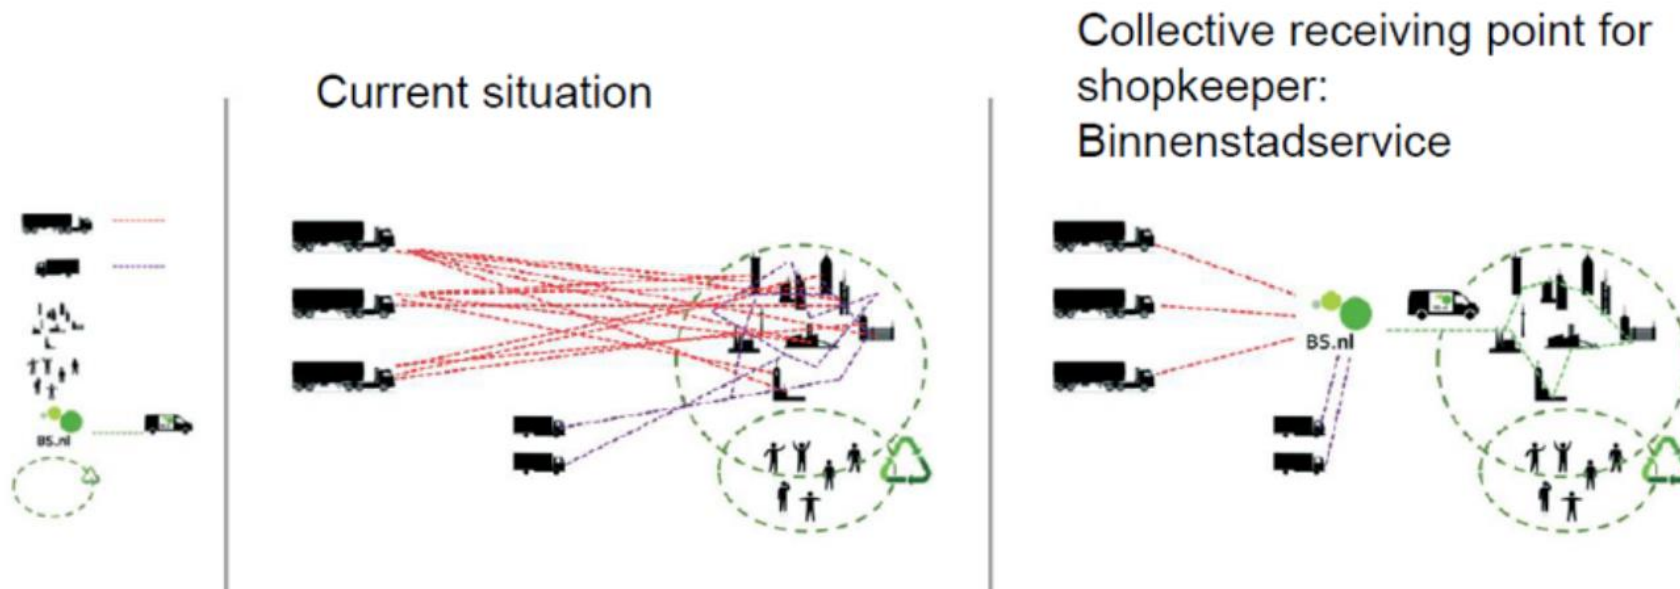 Current situation
Collective receiving point for
shopkeeper:
Binnenstadservice
BS.nl
BS.nl